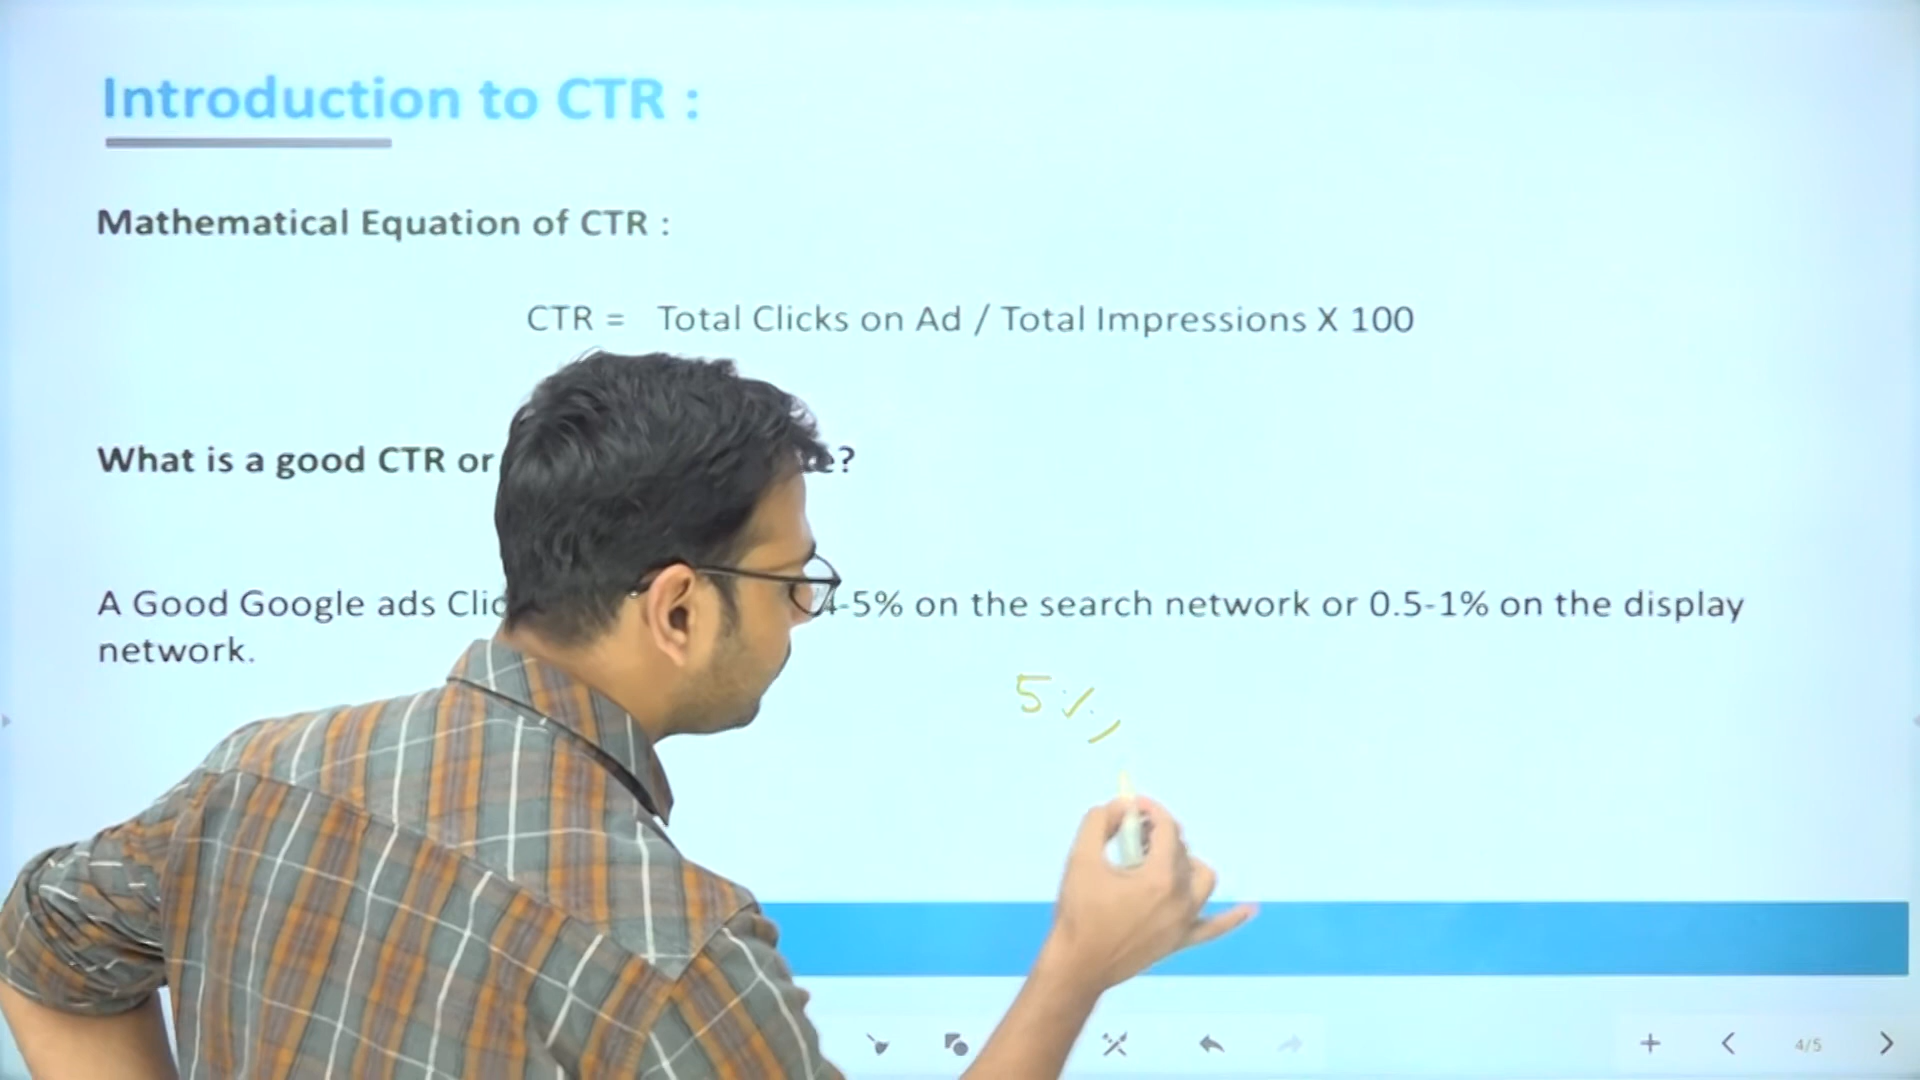 Introduction to CTR :
Mathematical Equation of CTR :
CTR = Total Clicks on Ad / Total Impressions X 100
What is a good CTR or ?
A Good Google ads 4-5% on the search network or 0.5-1% on the display
network.
5%
4/5